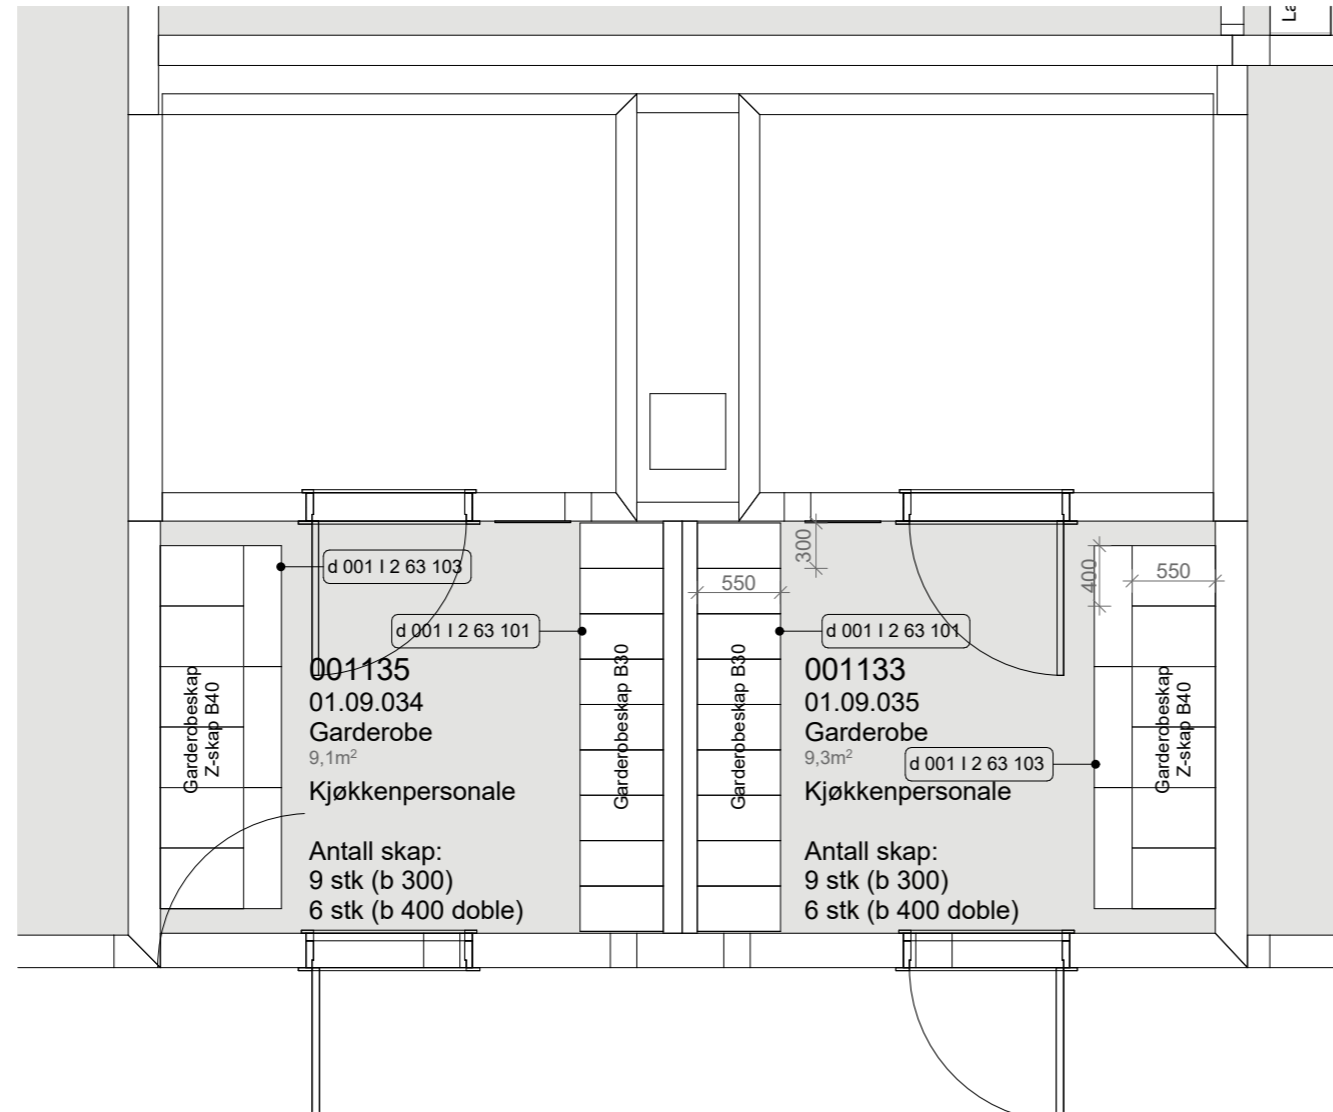 d 001 I 2 63 103
d 001 I 2 63 101
001135
01.09.034
Garderobe
9,1m²
Kjøkkenpersonale
Antall skap:
9 stk (b 300)
6 stk (b 400 doble)
Garderobeskap
Z-skap B40
Garderobeskap B30
Garderobeskap B30
550
300
400
550
d 001 I 2 63 101
001133
01.09.035
Garderobe
9,3m²
d 001 I 2 63 103
Kjøkkenpersonale
Antall skap:
9 stk (b 300)
6 stk (b 400 doble)
Garderobeskap
Z-skap B40